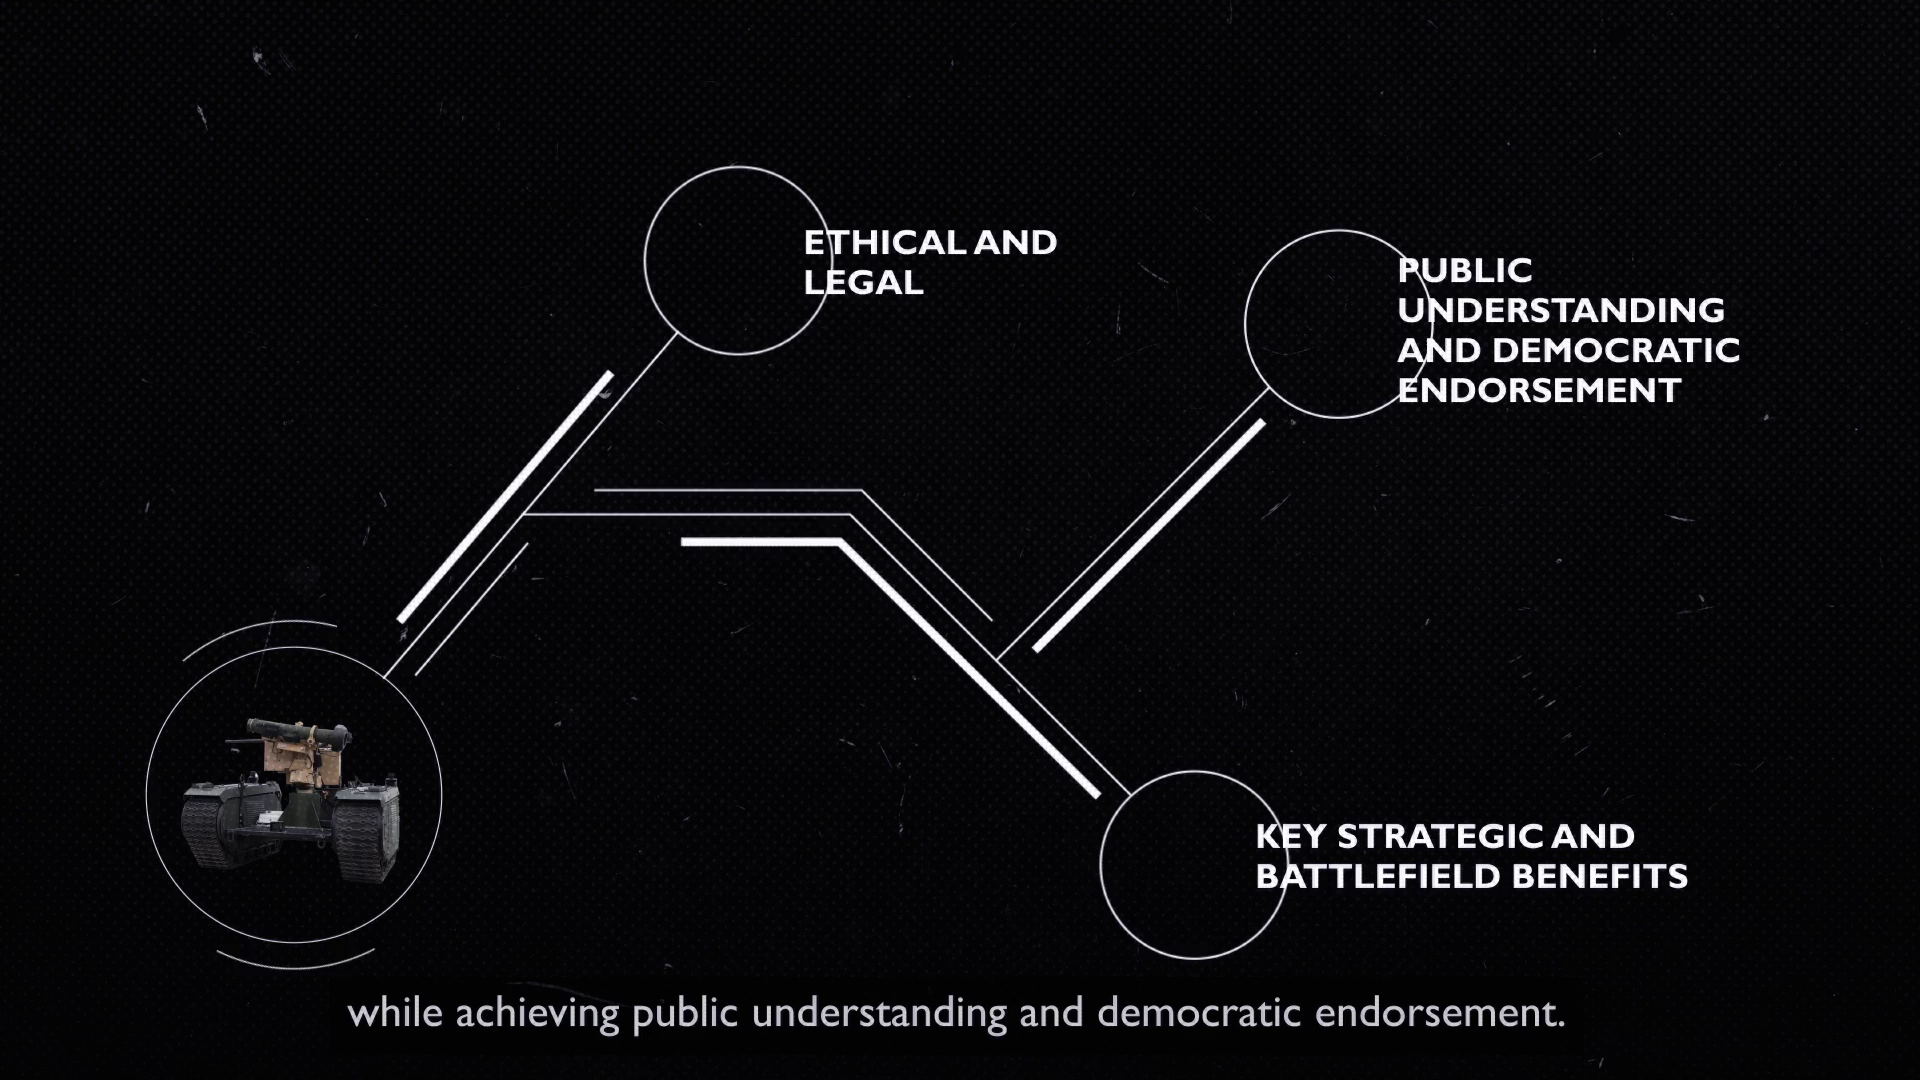 ETHICAL AND
LEGAL
PUBLIC
UNDERSTANDING
AND DEMOCRATIC
ENDORSEMENT
KEY STRATEGIC AND
BATTLEFIELD BENEFITS
while achieving public understanding and democratic endorsement.